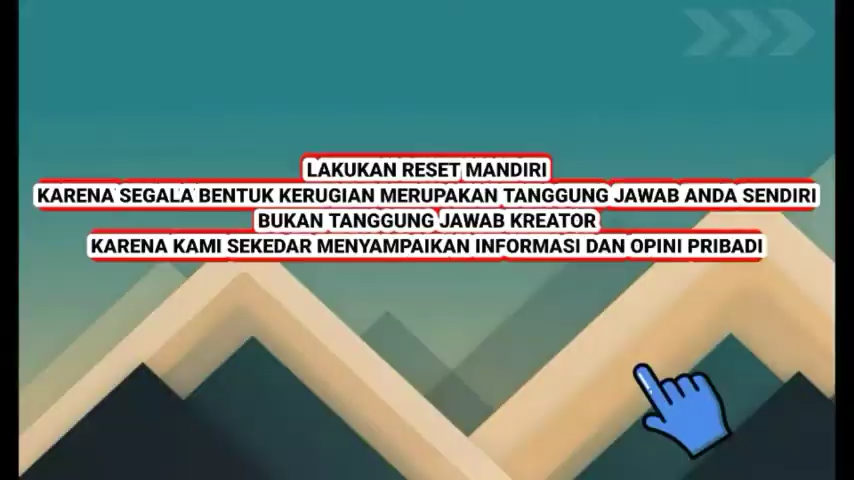 LAKUKAN RESET MANDIRI
KARENA SEGALA BENTUK KERUGIAN MERUPAKAN TANGGUNG JAWAB ANDA SENDIRI
BUKAN TANGGUNG JAWAB KREATOR
KARENA KAMI SEKEDAR MENYAMPAIKAN INFORMASI DAN OPINI PRIBADI